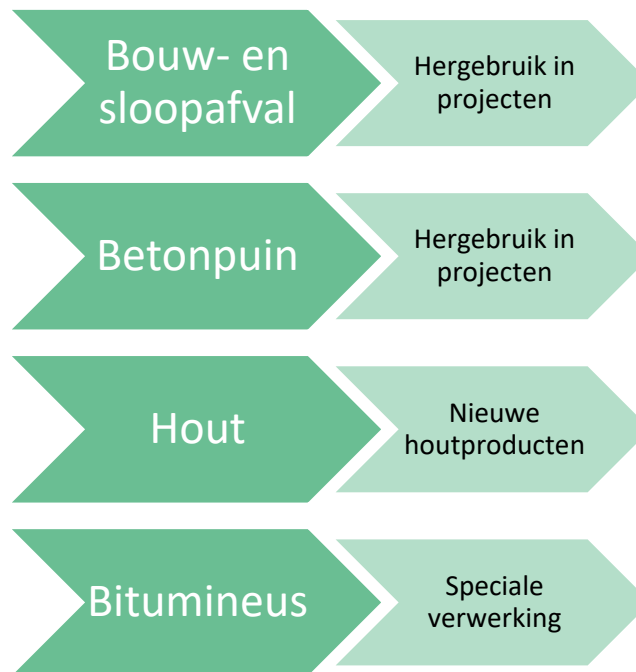 Bouw- en
sloopafval
Hergebruik in
projecten
Betonpuin
Hergebruik in
projecten
Hout
Nieuwe
houtproducten
Bitumineus
Speciale
verwerking